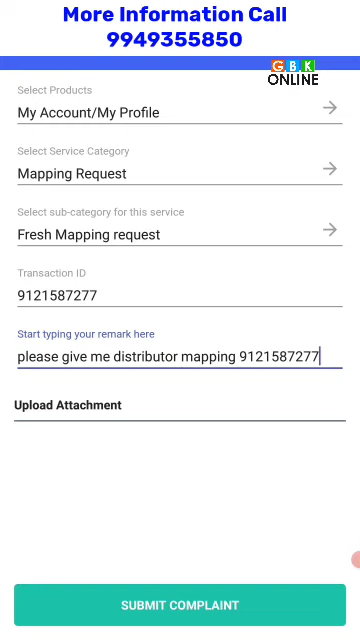 More Information Call
9949355850
GBK
ONLINE
Select Products
My Account/My Profile
Select Service Category
Mapping Request
Select sub-category for this service
Fresh Mapping request
Transaction ID
9121587277
Start typing your remark here
please give me distributor mapping 9121587277
Upload Attachment
SUBMIT COMPLAINT